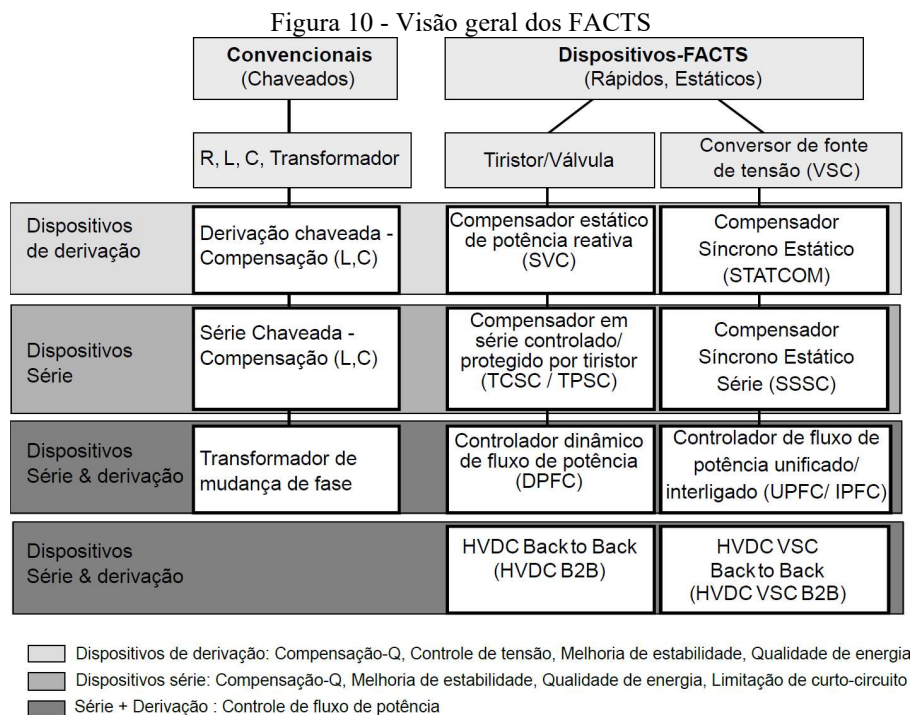 Figura 10 - Visão geral dos FACTS
Convencionais
(Chaveados)
Dispositivos-FACTS
(Rápidos, Estáticos)
R, L, C, Transformador
Tiristor/Válvula
Conversor de fonte
de tensão (VSC)
Dispositivos
de derivação
Derivação chaveada -
Compensação (L,C)
Compensador estático
de potência reativa
(SVC)
Compensador
Síncrono Estático
(STATCOM)
Dispositivos
Série
Série Chaveada -
Compensação (L,C)
Compensador em
série controlado/
protegido por tiristor
(TCSC / TPSC)
Compensador
Síncrono Estático
Série (SSSC)
Dispositivos
Série & derivação
Transformador de
mudança de fase
Controlador dinâmico
de fluxo de potência
(DPFC)
Controlador de fluxo de
potência unificado/
interligado (UPFC/ IPFC)
Dispositivos
Série & derivação
HVDC Back to Back
(HVDC B2B)
HVDC VSC
Back to Back
(HVDC VSC B2B)
Dispositivos de derivação: Compensação-Q, Controle de tensão, Melhoria de estabilidade, Qualidade de energia
Dispositivos série: Compensação-Q, Melhoria de estabilidade, Qualidade de energia, Limitação de curto-circuito
Série + Derivação : Controle de fluxo de potência